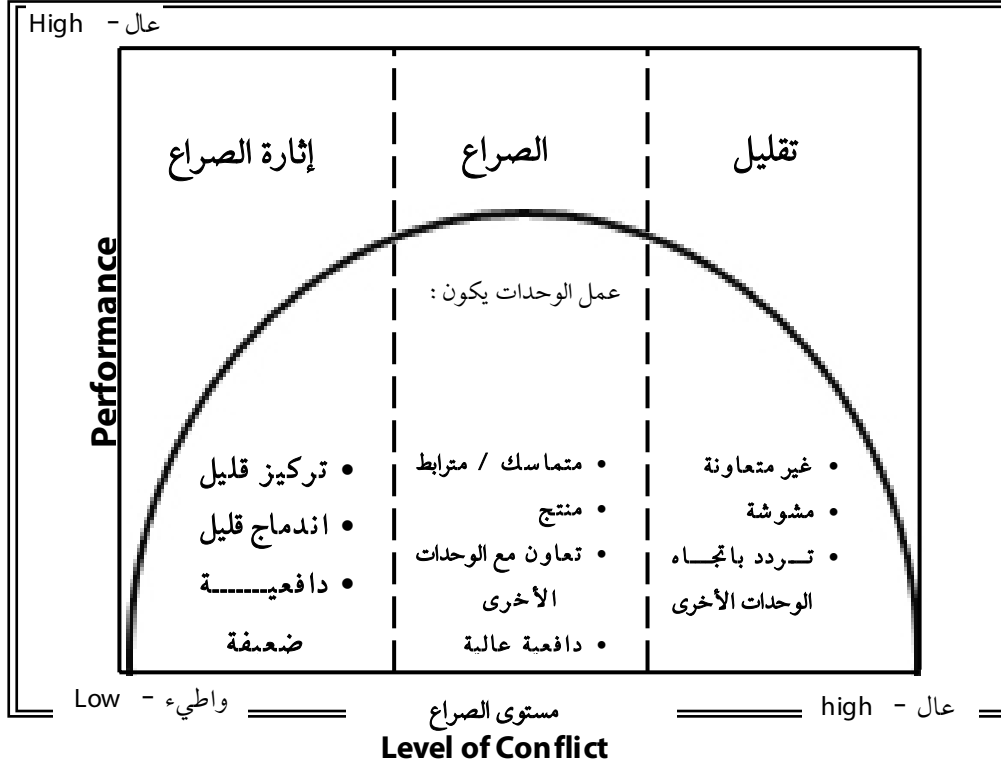 High - عال
إثارة الصراع
الصراع
تقليل
Performance
عمل الوحدات يكون :
• تركيز قليل
• اندماج قليل
• دافعيـــــــة
ضعيفة
• متماسك / مترابط
• منتج
• تعاون مع الوحدات
الأخرى
• دافعية عالية
• غير متعاونة
• مشوشة
• تــردد باتجــاه
الوحدات الأخرى
Low - واطيء
مستوى الصراع
high - عال
Level of Conflict